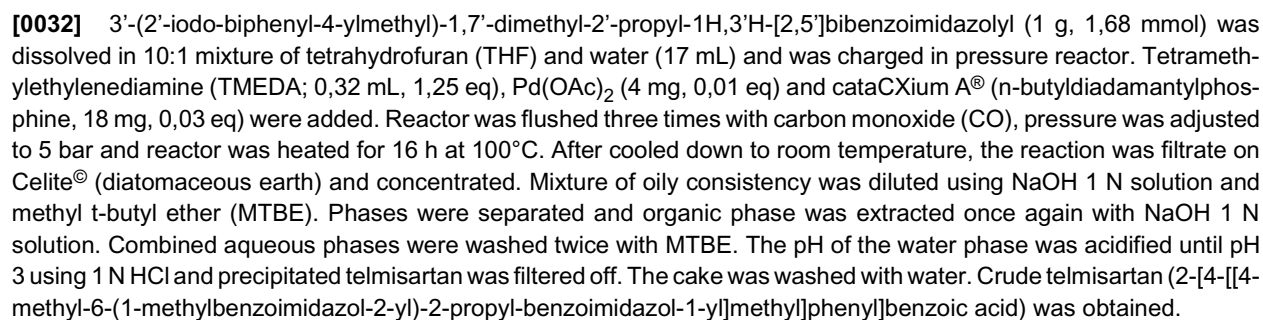 [0032] 3’-(2’-iodo-biphenyl-4-ylmethyl)-1,7’-dimethyl-2’-propyl-1H,3’H-[2,5’]bibenzoimidazolyl (1 g, 1,68 mmol) was
dissolved in 10:1 mixture of tetrahydrofuran (THF) and water (17 mL) and was charged in pressure reactor. Tetrameth-
ylethylenediamine (TMEDA; 0,32 mL, 1,25 eq), Pd(OAc)2 (4 mg, 0,01 eq) and cataCXium A® (n-butyldiadamantylphos-
phine, 18 mg, 0,03 eq) were added. Reactor was flushed three times with carbon monoxide (CO), pressure was adjusted
to 5 bar and reactor was heated for 16 h at 100°C. After cooled down to room temperature, the reaction was filtrate on
Celite© (diatomaceous earth) and concentrated. Mixture of oily consistency was diluted using NaOH 1 N solution and
methyl t-butyl ether (MTBE). Phases were separated and organic phase was extracted once again with NaOH 1 N
solution. Combined aqueous phases were washed twice with MTBE. The pH of the water phase was acidified until pH
3 using 1 N HCl and precipitated telmisartan was filtered off. The cake was washed with water. Crude telmisartan (2-[4-[[4-
methyl-6-(1-methylbenzoimidazol-2-yl)-2-propyl-benzoimidazol-1-yl]methyl]phenyl]benzoic acid) was obtained.